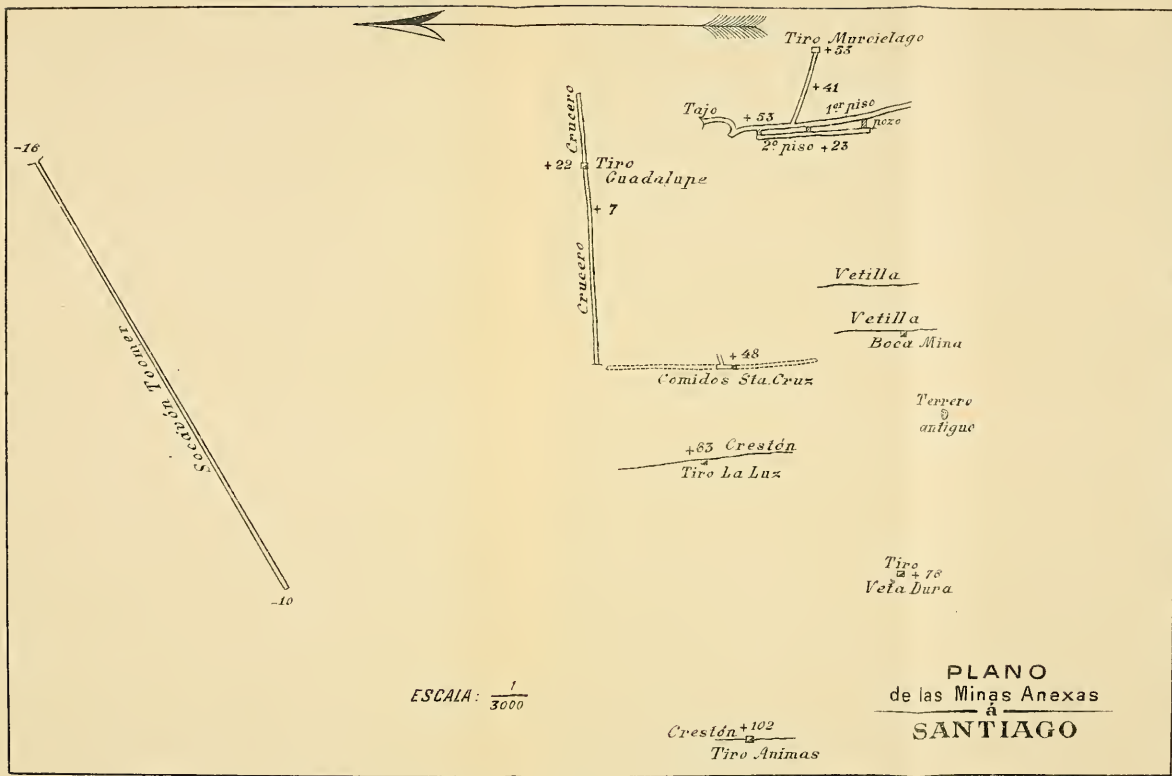 Tiro Murcielago
+53
+41
1er piso
Tajo
+53
pozo
2º piso +23
Crucero
+22
Tiro
Guadalupe
+7
Crucero
-16
Socavón Toomer
-10
Vetilla
Vetilla
Boca Mina
+48
Comidos Sta. Cruz
Terrero
antiguo
+83 Crestón
Tiro La Luz
Tiro
+78
Veta Dura
ESCALA: 1/3000
Crestón +102
Tiro Animas
PLANO
de las Minas Anexas
á
SANTIAGO